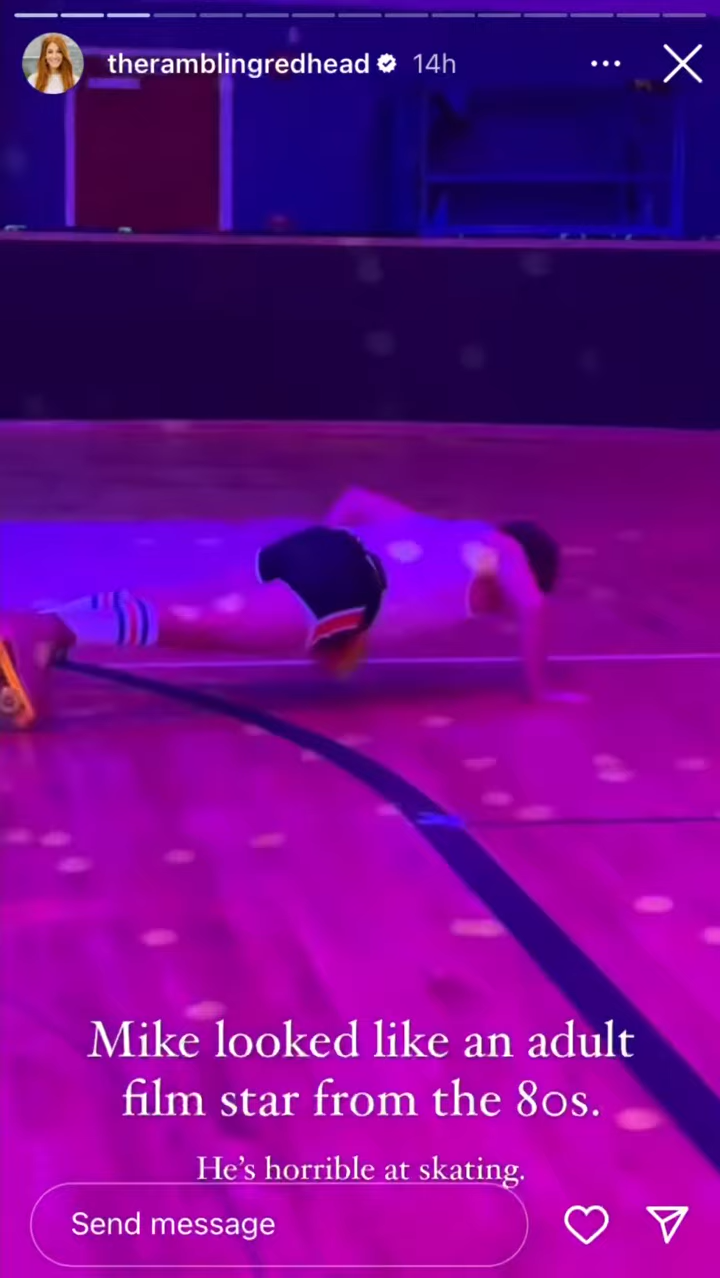 theramblingredhead 14h
Mike looked like an adult
film star from the 80s.
He's horrible at skating.
Send message